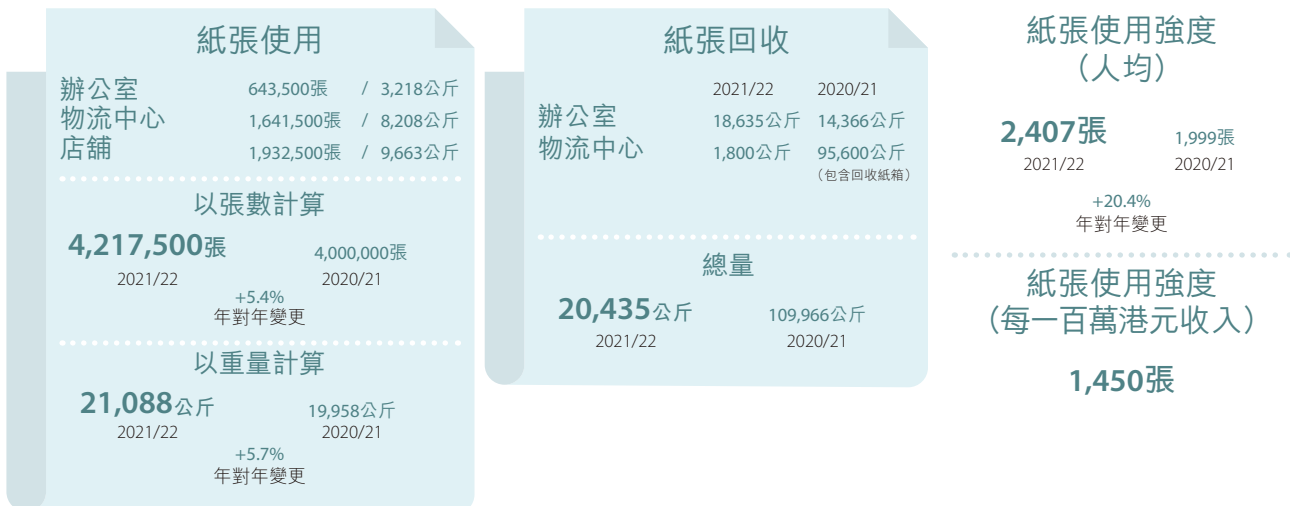 紙張使用
辦公室 643,500張 / 3,218公斤
物流中心 1,641,500張 / 8,208公斤
店舖 1,932,500張 / 9,663公斤
以張數計算
4,217,500張 4,000,000張
2021/22 2020/21
+5.4%
年對年變更
以重量計算
21,088公斤 19,958公斤
2021/22 2020/21
+5.7%
年對年變更
紙張回收
2021/22 2020/21
辦公室 18,635公斤 14,366公斤
物流中心 1,800公斤 95,600公斤
（包含回收紙箱）
總量
20,435公斤 109,966公斤
2021/22 2020/21
紙張使用強度
（人均）
2,407張 1,999張
2021/22 2020/21
+20.4%
年對年變更
紙張使用強度
（每一百萬港元收入）
1,450張